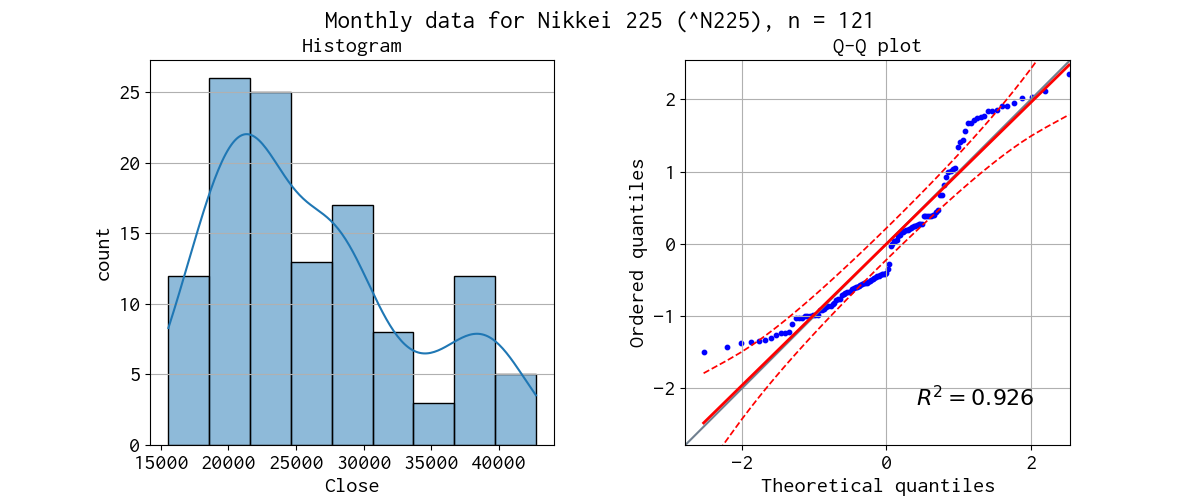 Monthly data for Nikkei 225 (^N225), n = 121
Histogram
Q-Q plot
count
25
20
15
10
5
0
15000 20000 25000 30000 35000 40000
Close
Ordered quantiles
2
1
0
−1
−2
R² = 0.926
−2 0 2
Theoretical quantiles